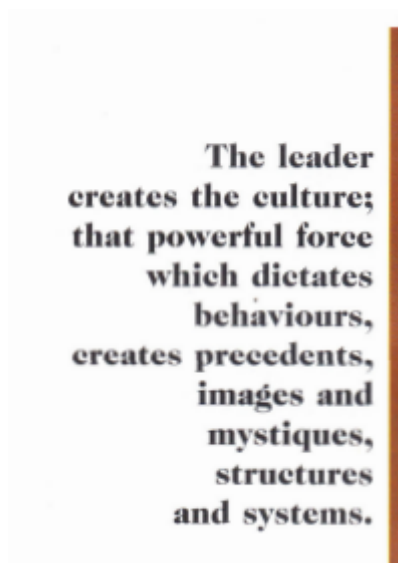 The leader
creates the culture;
that powerful force
which dictates
behaviours,
creates precedents,
images and
mystiques,
structures
and systems.